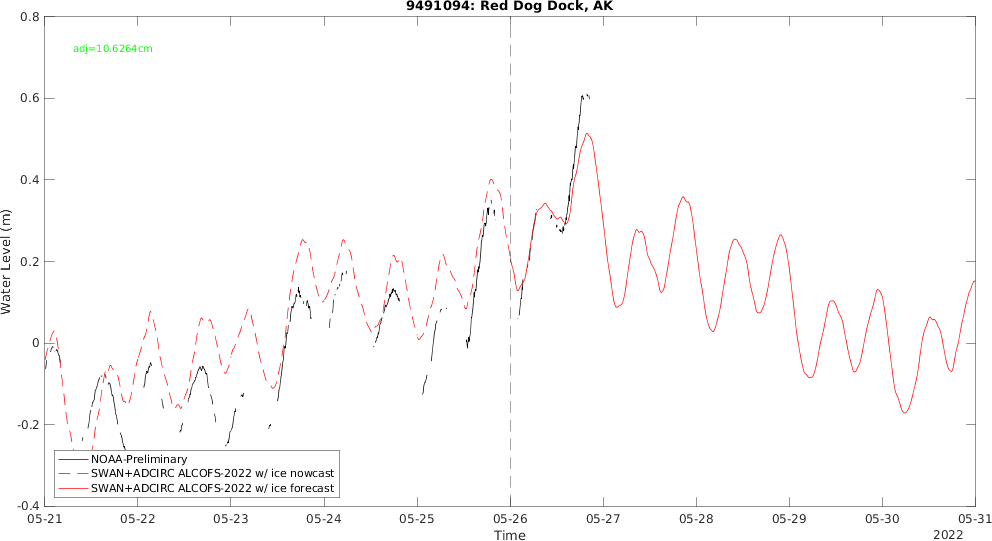 9491094: Red Dog Dock, AK
adj=10.6264cm
0.8
0.6
0.4
0.2
0
-0.2
-0.4
Water Level (m)
NOAA-Preliminary
SWAN+ADCIRC ALCOFS-2022 w/ ice nowcast
SWAN+ADCIRC ALCOFS-2022 w/ ice forecast
05-21 05-22 05-23 05-24 05-25 05-26 05-27 05-28 05-29 05-30 05-31
Time
2022